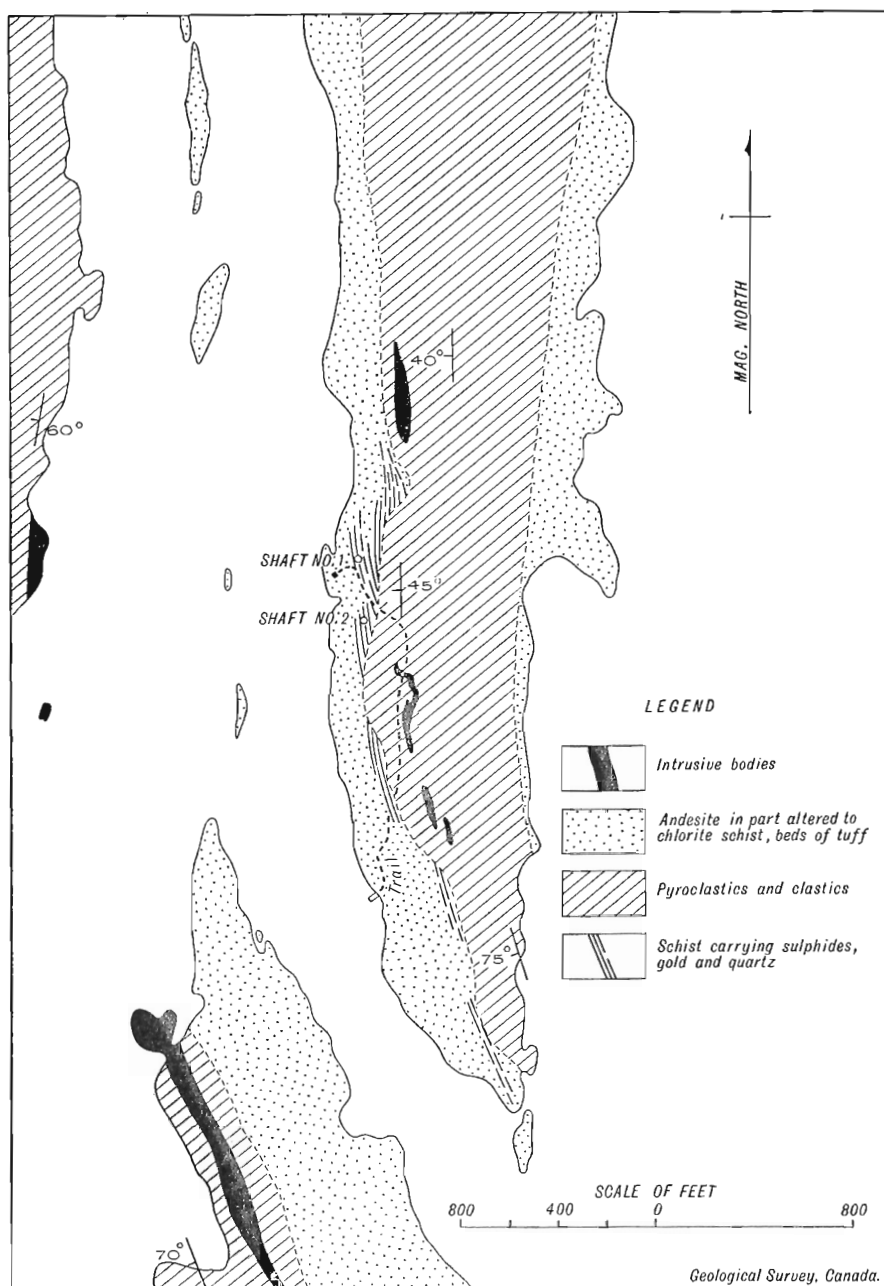 MAG. NORTH
40°
60°
SHAFT NO. 1
45°
SHAFT NO. 2
LEGEND
Intrusive bodies
Andesite in part altered to
chlorite schist, beds of tuff
Trail
Pyroclastics and clastics
75°
Schist carrying sulphides,
gold and quartz
SCALE OF FEET
800 400 0 800
70°
Geological Survey, Canada.